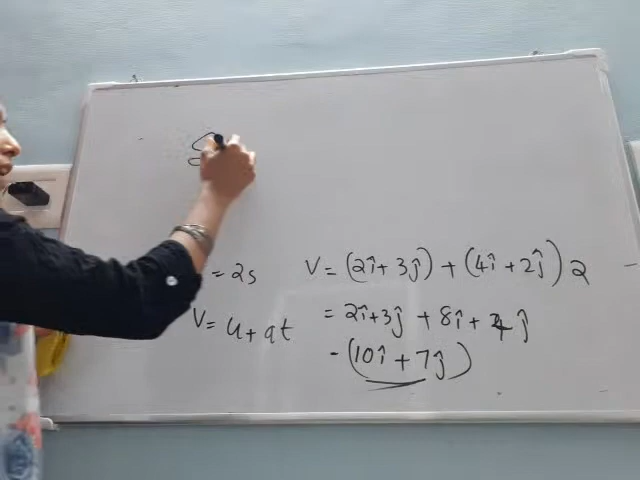 = 2s
V = (2î + 3ĵ) + (4î + 2ĵ) 2
V = u + at
= 2î + 3ĵ + 8î + 4ĵ
- (10î + 7ĵ)